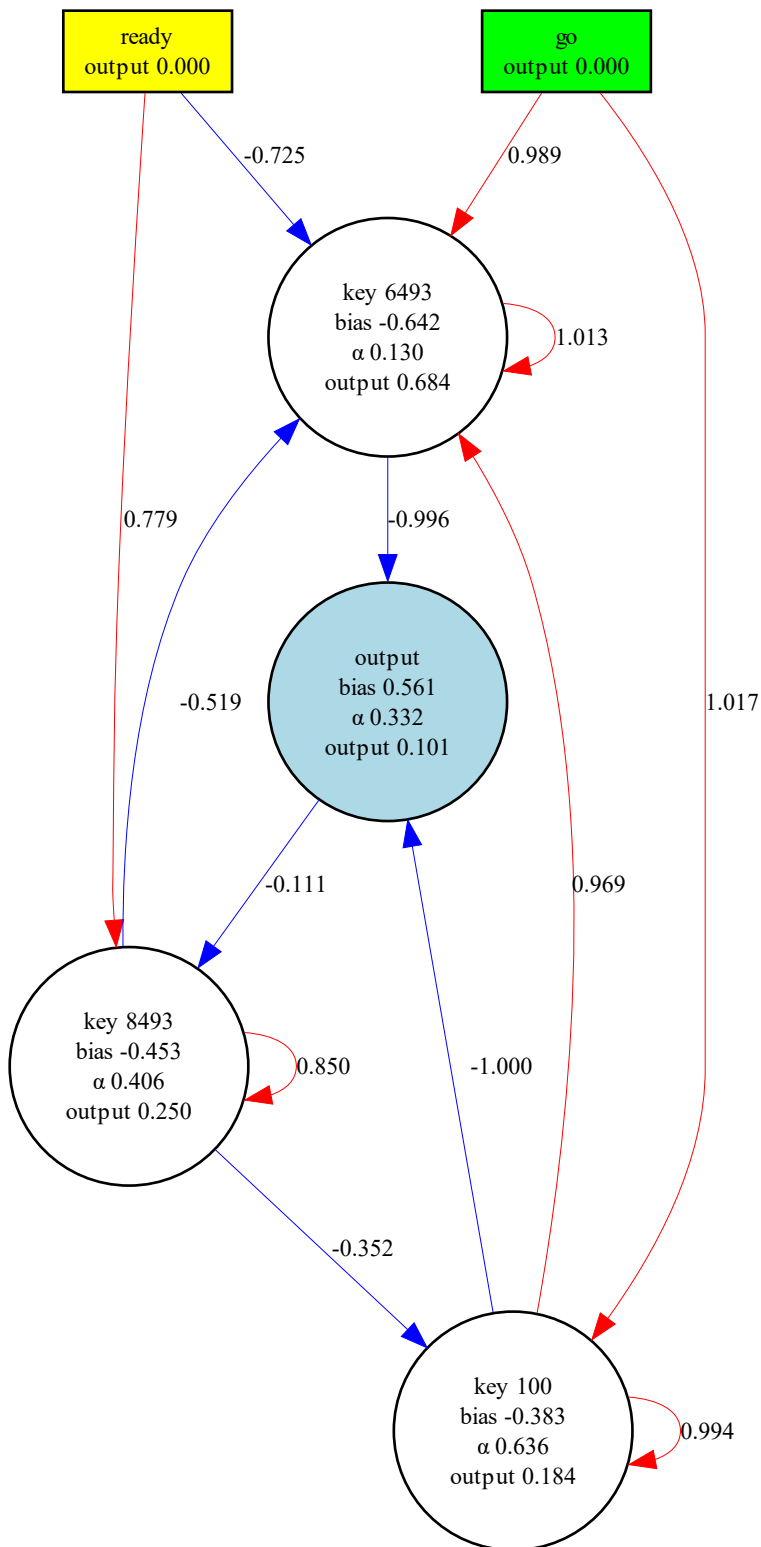 ready
output 0.000
go
output 0.000
-0.725
0.989
key 6493
bias -0.642
α 0.130
output 0.684
1.013
0.779
-0.996
-0.519
output
bias 0.561
α 0.332
output 0.101
1.017
-0.111
0.969
key 8493
bias -0.453
α 0.406
output 0.250
0.850
-1.000
-0.352
key 100
bias -0.383
α 0.636
output 0.184
0.994